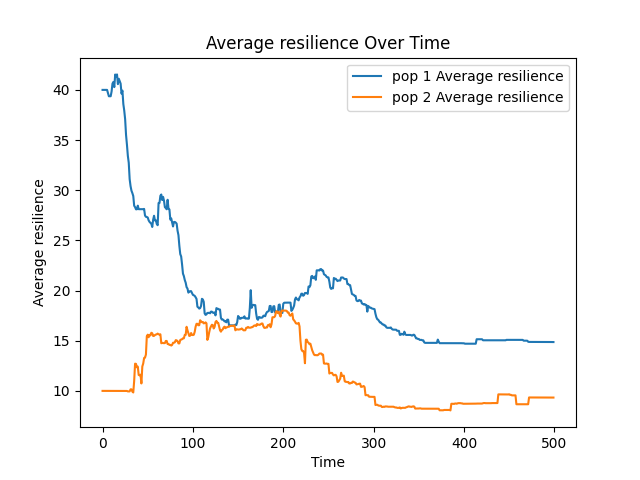 Average resilience Over Time
pop 1 Average resilience
pop 2 Average resilience
Average resilience
40
35
30
25
20
15
10
0 100 200 300 400 500
Time